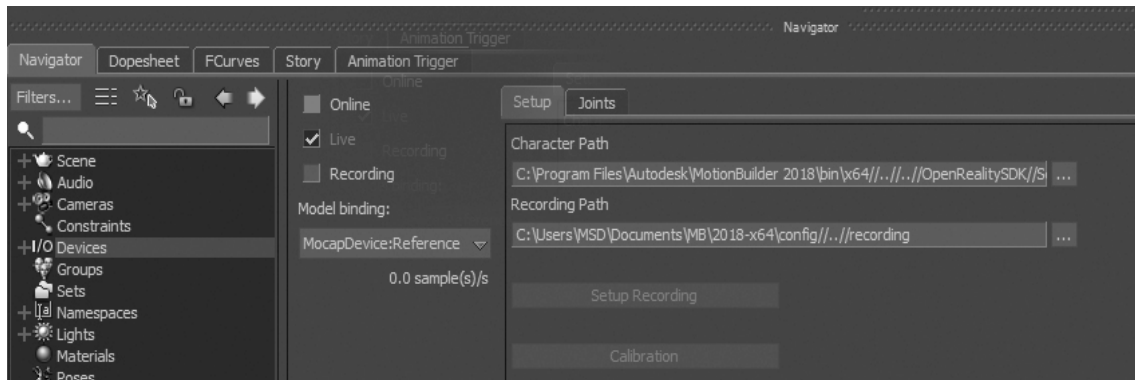 Navigator
Navigator Dopesheet FCurves Story Animation Trigger
Filters...
Scene
Audio
Cameras
Constraints
I/O Devices
Groups
Sets
Namespaces
Lights
Materials
Poses
Online
Live
Recording
Model binding:
MocapDevice:Reference
0.0 sample(s)/s
Setup Joints
Character Path
C:\Program Files\Autodesk\MotionBuilder 2018\bin\x64//..//..//OpenRealitySDK//S ...
Recording Path
C:\Users\MSD\Documents\MB\2018-x64\config//..//recording ...
Setup Recording
Calibration